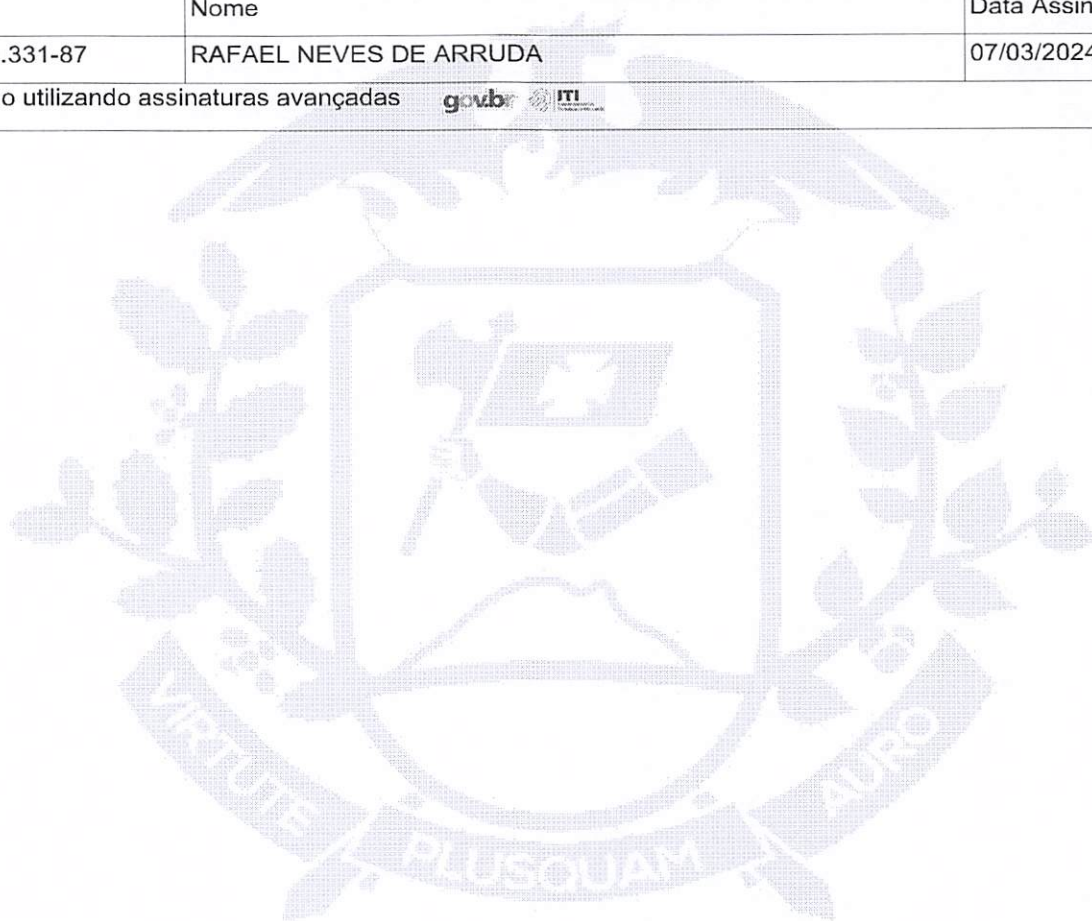 Nome Data Assin
.331-87 RAFAEL NEVES DE ARRUDA 07/03/2024
o utilizando assinaturas avançadas gov.br ITI
VIRTUTE PLUSQUAM AURO